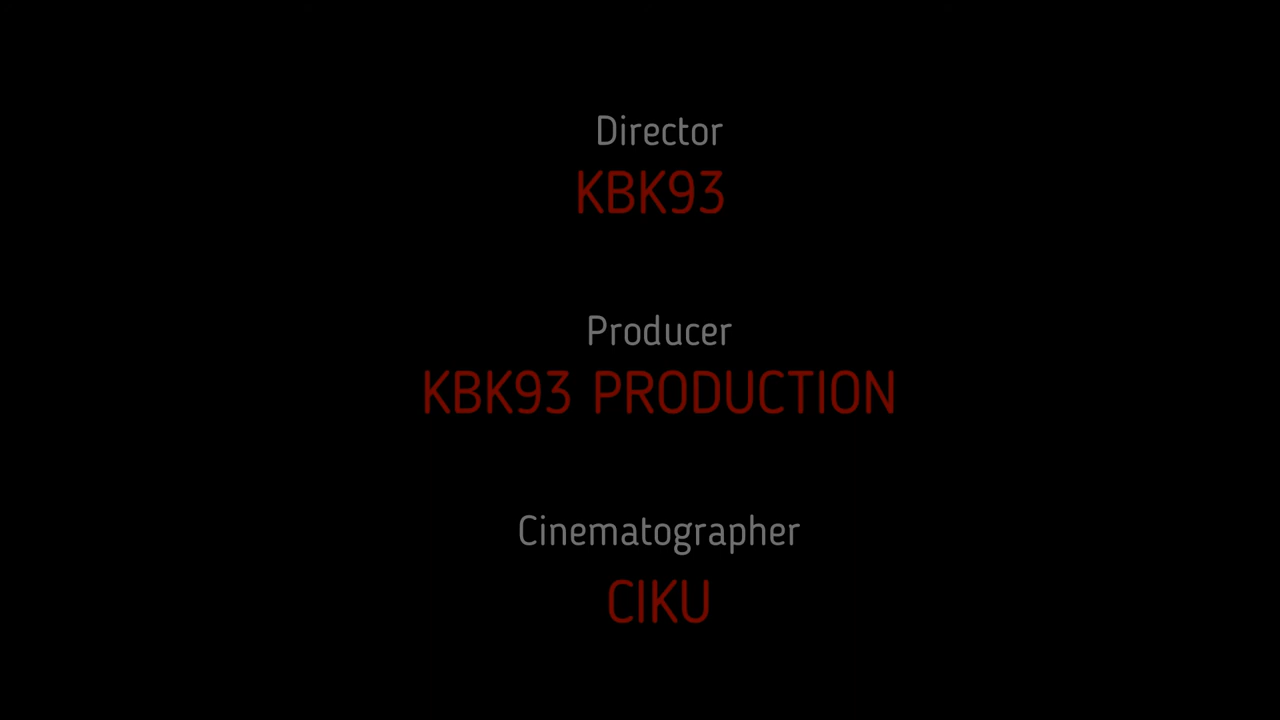 Director
KBK93
Producer
KBK93 PRODUCTION
Cinematographer
CIKU